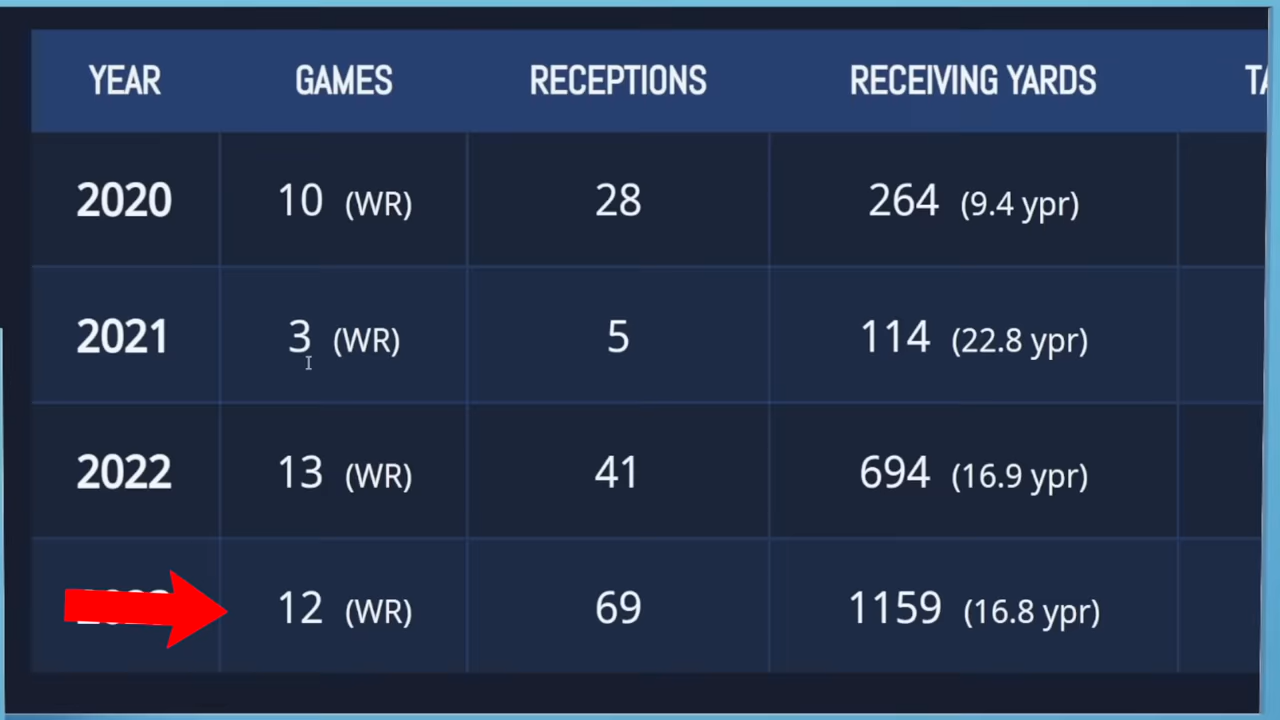 YEAR GAMES RECEPTIONS RECEIVING YARDS TA
2020 10 (WR) 28 264 (9.4 ypr)
2021 3 (WR) 5 114 (22.8 ypr)
2022 13 (WR) 41 694 (16.9 ypr)
12 (WR) 69 1159 (16.8 ypr)